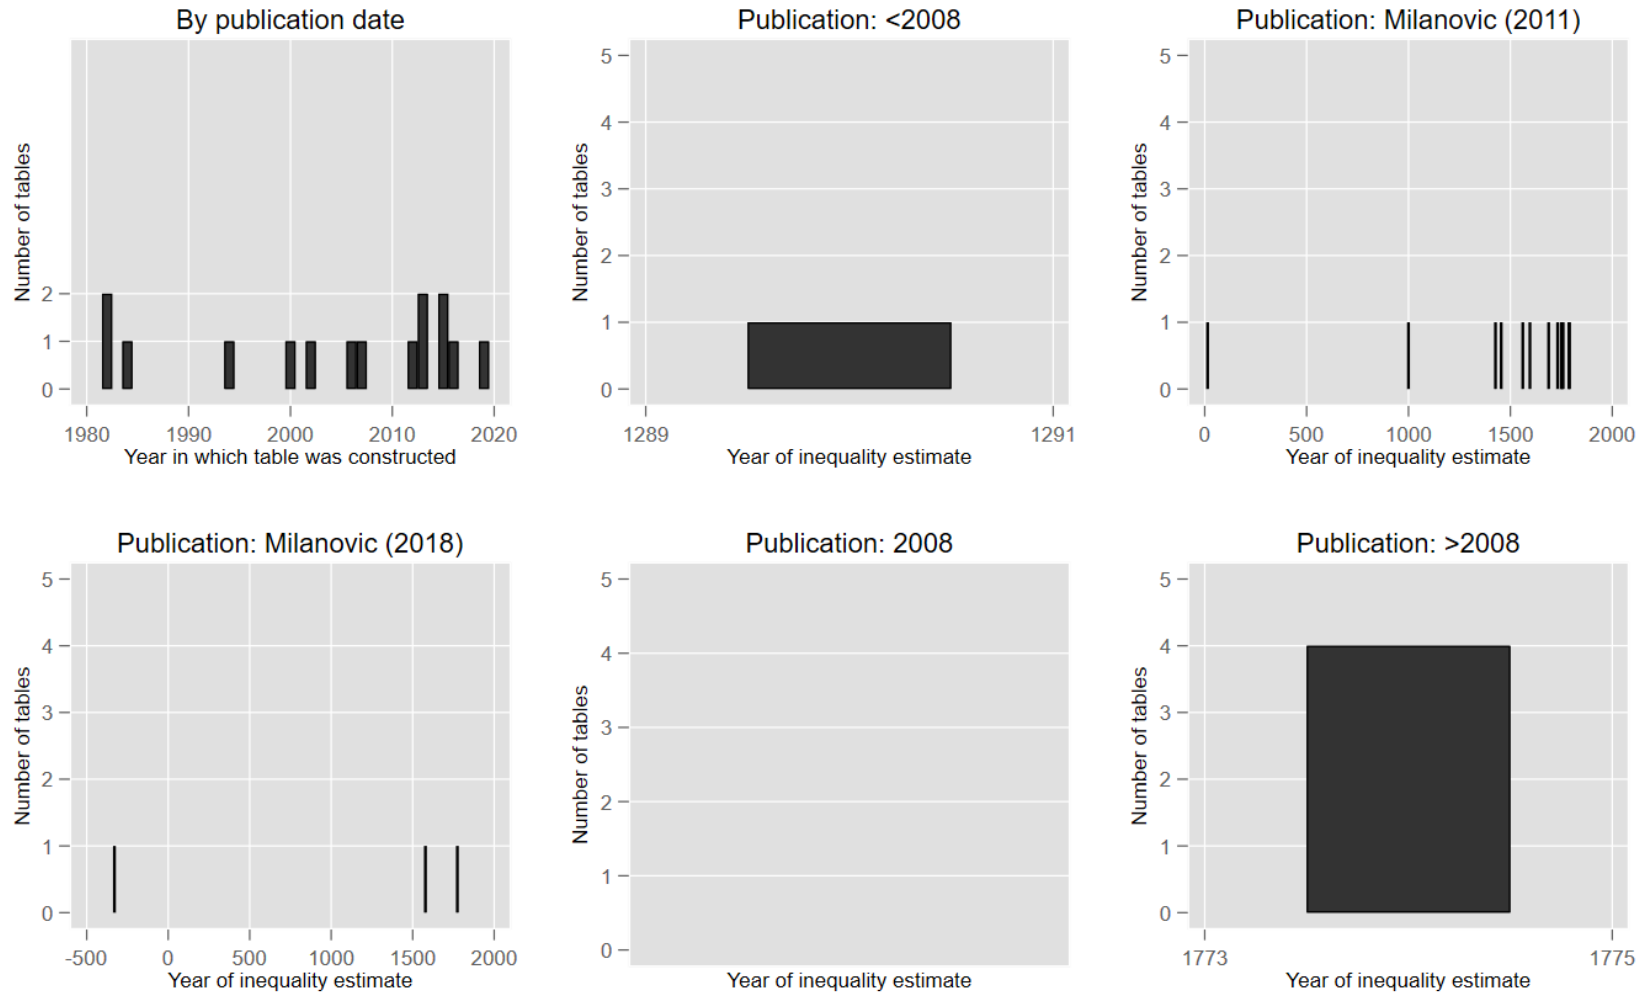 By publication date
Number of tables
2
1
0
1980 1990 2000 2010 2020
Year in which table was constructed
Publication: <2008
Number of tables
5
4
3
2
1
0
1289 1291
Year of inequality estimate
Publication: Milanovic (2011)
Number of tables
5
4
3
2
1
0
0 500 1000 1500 2000
Year of inequality estimate
Publication: Milanovic (2018)
Number of tables
5
4
3
2
1
0
-500 0 500 1000 1500 2000
Year of inequality estimate
Publication: 2008
Number of tables
5
4
3
2
1
0
Year of inequality estimate
Publication: >2008
Number of tables
5
4
3
2
1
0
1773 1775
Year of inequality estimate